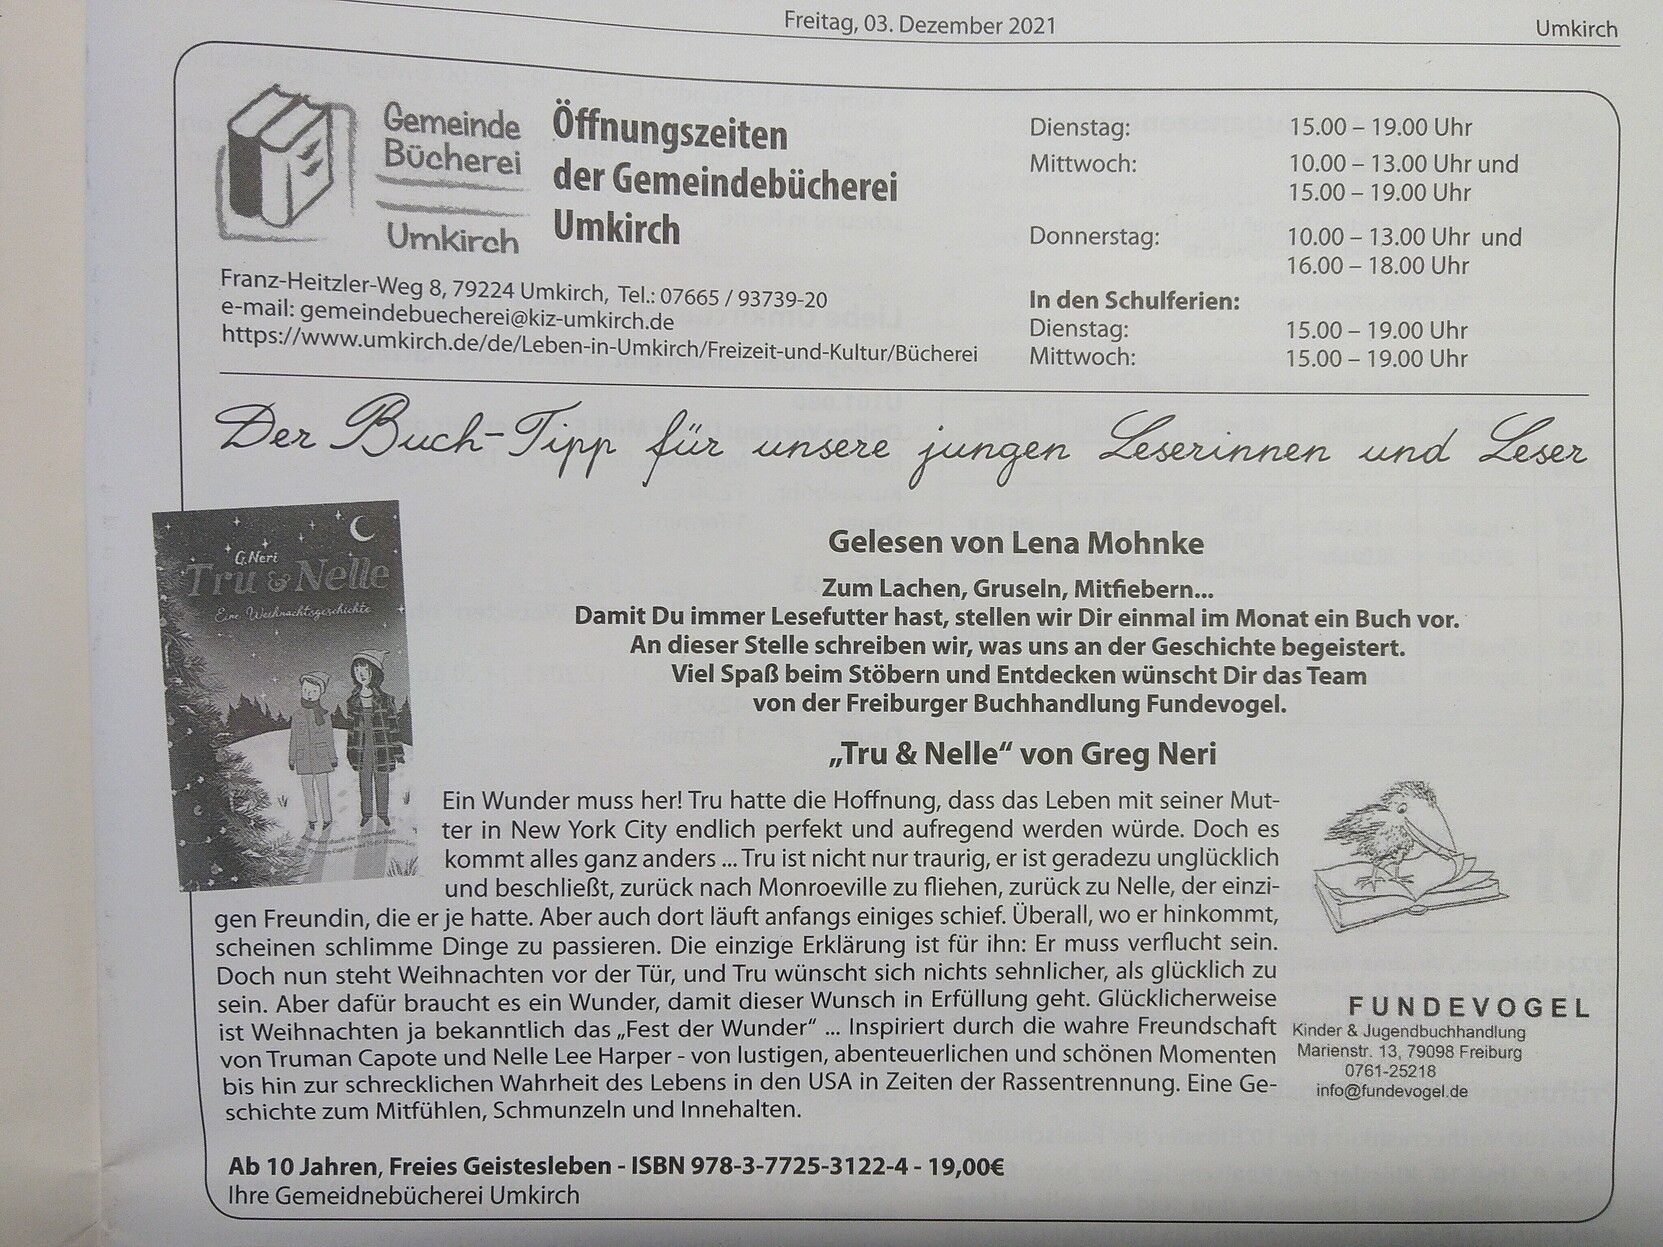 Freitag, 03. Dezember 2021
Umkirch
Gemeinde
Bücherei
Umkirch
Öffnungszeiten
der Gemeindebücherei
Umkirch
Franz-Heitzler-Weg 8, 79224 Umkirch, Tel.: 07665 / 93739-20
e-mail: gemeindebuecherei@kiz-umkirch.de
https://www.umkirch.de/de/Leben-in-Umkirch/Freizeit-und-Kultur/Bücherei
Dienstag: 15.00 – 19.00 Uhr
Mittwoch: 10.00 – 13.00 Uhr und
15.00 – 19.00 Uhr
Donnerstag: 10.00 – 13.00 Uhr und
16.00 – 18.00 Uhr
In den Schulferien:
Dienstag: 15.00 – 19.00 Uhr
Mittwoch: 15.00 – 19.00 Uhr
Der Buch-Tipp für unsere jungen Leserinnen und Leser
G. Neri
Tru & Nelle
Eine Weihnachtsgeschichte
Gelesen von Lena Mohnke
Zum Lachen, Gruseln, Mitfiebern...
Damit Du immer Lesefutter hast, stellen wir Dir einmal im Monat ein Buch vor.
An dieser Stelle schreiben wir, was uns an der Geschichte begeistert.
Viel Spaß beim Stöbern und Entdecken wünscht Dir das Team
von der Freiburger Buchhandlung Fundevogel.
„Tru & Nelle“ von Greg Neri
Ein Wunder muss her! Tru hatte die Hoffnung, dass das Leben mit seiner Mut-
ter in New York City endlich perfekt und aufregend werden würde. Doch es
kommt alles ganz anders ... Tru ist nicht nur traurig, er ist geradezu unglücklich
und beschließt, zurück nach Monroeville zu fliehen, zurück zu Nelle, der einzi-
gen Freundin, die er je hatte. Aber auch dort läuft anfangs einiges schief. Überall, wo er hinkommt,
scheinen schlimme Dinge zu passieren. Die einzige Erklärung ist für ihn: Er muss verflucht sein.
Doch nun steht Weihnachten vor der Tür, und Tru wünscht sich nichts sehnlicher, als glücklich zu
sein. Aber dafür braucht es ein Wunder, damit dieser Wunsch in Erfüllung geht. Glücklicherweise
ist Weihnachten ja bekanntlich das „Fest der Wunder“ ... Inspiriert durch die wahre Freundschaft
von Truman Capote und Nelle Lee Harper - von lustigen, abenteuerlichen und schönen Momenten
bis hin zur schrecklichen Wahrheit des Lebens in den USA in Zeiten der Rassentrennung. Eine Ge-
schichte zum Mitfühlen, Schmunzeln und Innehalten.
FUNDEVOGEL
Kinder & Jugendbuchhandlung
Marienstr. 13, 79098 Freiburg
0761-25218
info@fundevogel.de
Ab 10 Jahren, Freies Geistesleben - ISBN 978-3-7725-3122-4 - 19,00€
Ihre Gemeidnebücherei Umkirch